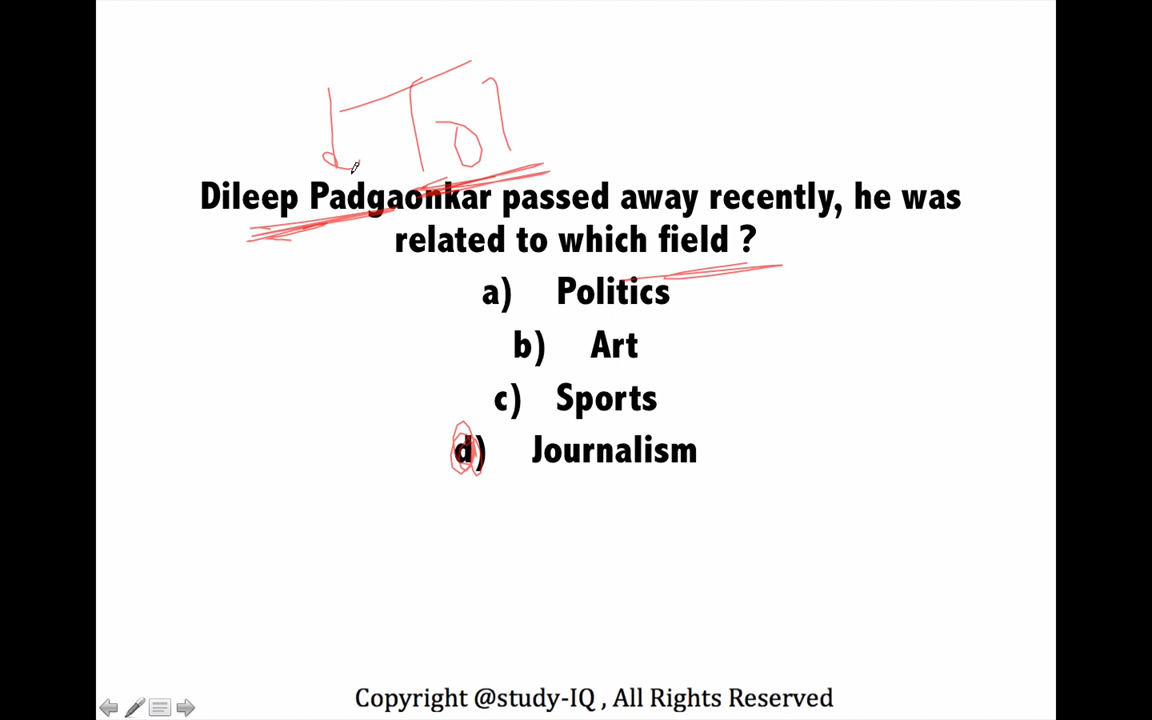 TOI
Dileep Padgaonkar passed away recently, he was
related to which field ?
a) Politics
b) Art
c) Sports
d) Journalism
Copyright @study-IQ , All Rights Reserved